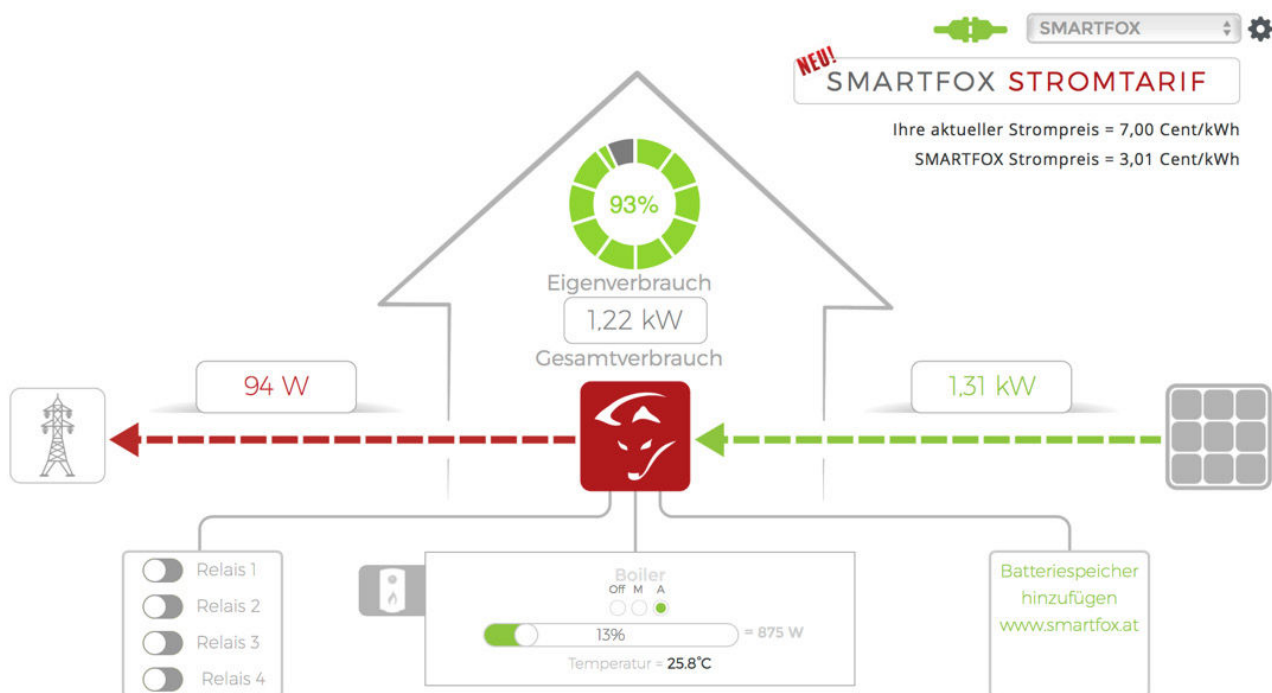 SMARTFOX
NEU!
SMARTFOX STROMTARIF
Ihre aktueller Strompreis = 7,00 Cent/kWh
SMARTFOX Strompreis = 3,01 Cent/kWh
93%
Eigenverbrauch
1,22 kW
Gesamtverbrauch
94 W
1,31 kW
Relais 1
Relais 2
Relais 3
Relais 4
Boiler
Off M A
13% = 875 W
Temperatur = 25.8°C
Batteriespeicher
hinzufügen
www.smartfox.at